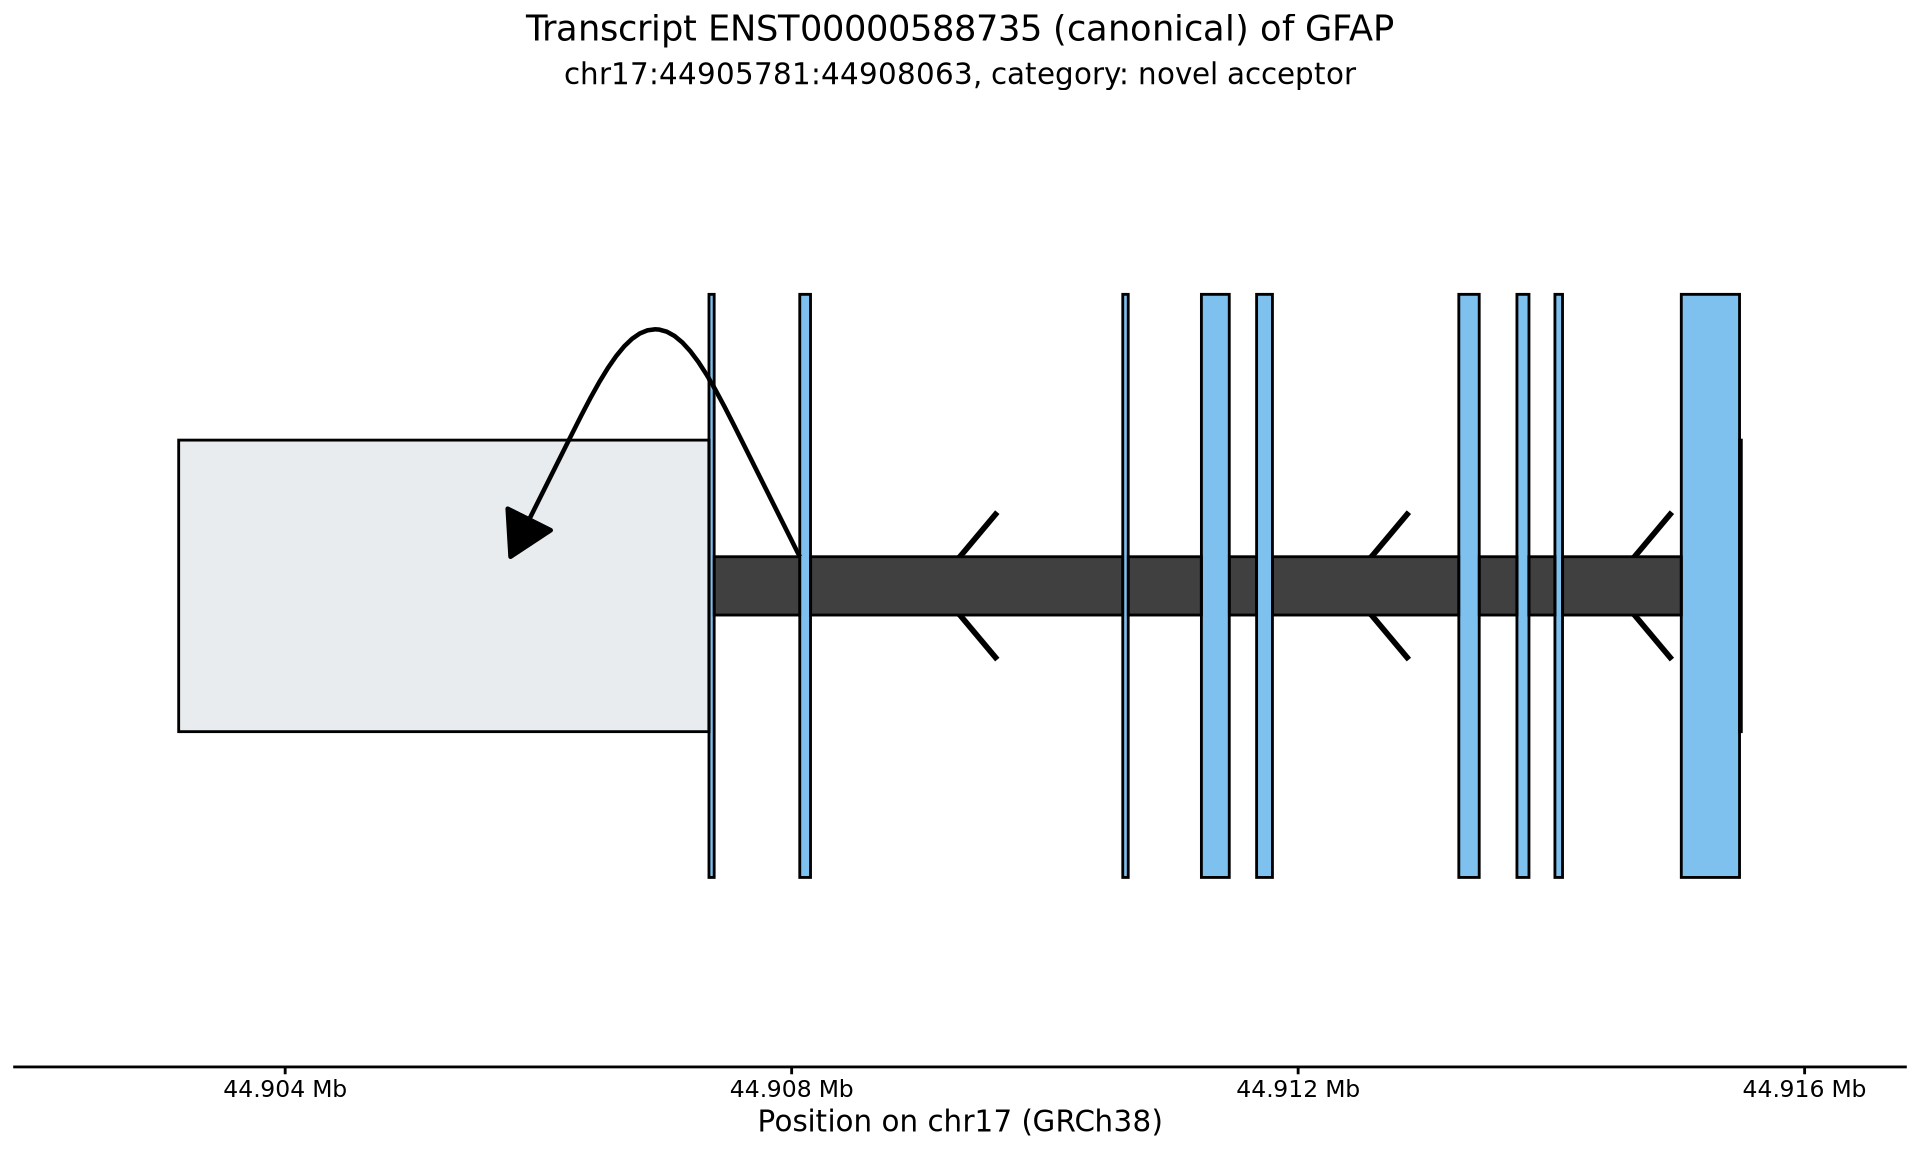 Transcript ENST00000588735 (canonical) of GFAP
chr17:44905781:44908063, category: novel acceptor
44.904 Mb
44.908 Mb
44.912 Mb
44.916 Mb
Position on chr17 (GRCh38)